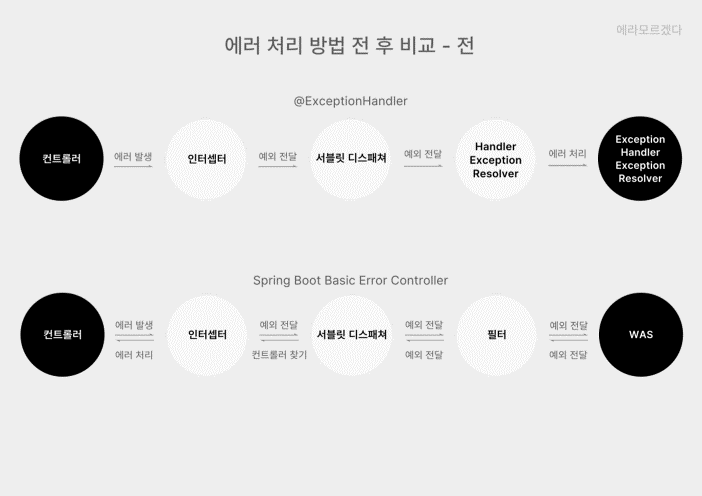 에라모르겠다
에러 처리 방법 전 후 비교 - 전
@ExceptionHandler
컨트롤러
에러 발생
인터셉터
예외 전달
서블릿 디스패쳐
예외 전달
Handler
Exception
Resolver
에러 처리
Exception
Handler
Exception
Resolver
Spring Boot Basic Error Controller
컨트롤러
에러 발생
에러 처리
인터셉터
예외 전달
컨트롤러 찾기
서블릿 디스패쳐
예외 전달
예외 전달
필터
예외 전달
예외 전달
WAS